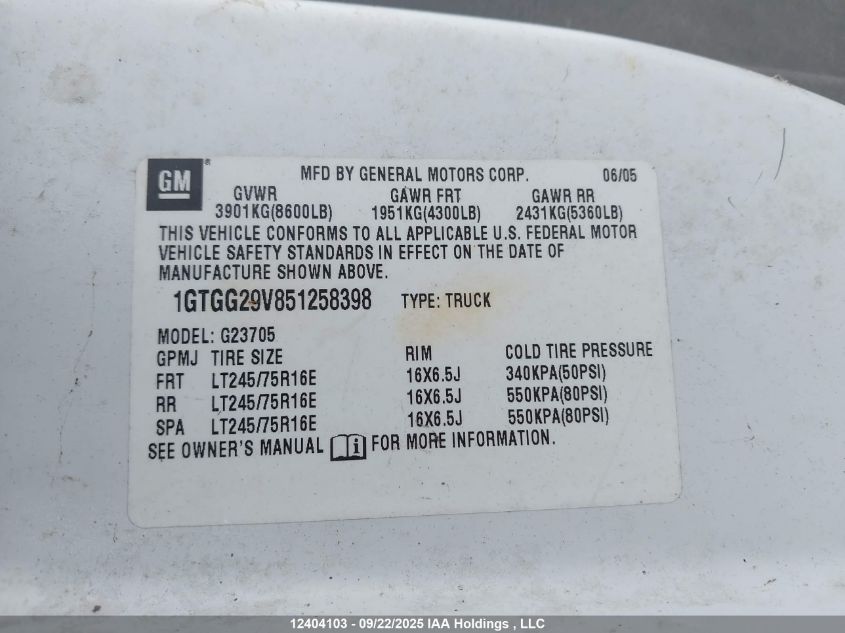 GM®
MFD BY GENERAL MOTORS CORP. 06/05
GVWR GAWR FRT GAWR RR
3901KG(8600LB) 1951KG(4300LB) 2431KG(5360LB)
THIS VEHICLE CONFORMS TO ALL APPLICABLE U.S. FEDERAL MOTOR
VEHICLE SAFETY STANDARDS IN EFFECT ON THE DATE OF
MANUFACTURE SHOWN ABOVE.
1GTGG29V851258398 TYPE: TRUCK
MODEL: G23705
GPMJ TIRE SIZE RIM COLD TIRE PRESSURE
FRT LT245/75R16E 16X6.5J 340KPA(50PSI)
RR LT245/75R16E 16X6.5J 550KPA(80PSI)
SPA LT245/75R16E 16X6.5J 550KPA(80PSI)
SEE OWNER'S MANUAL i FOR MORE INFORMATION.
12404103 - 09/22/2025 IAA Holdings , LLC